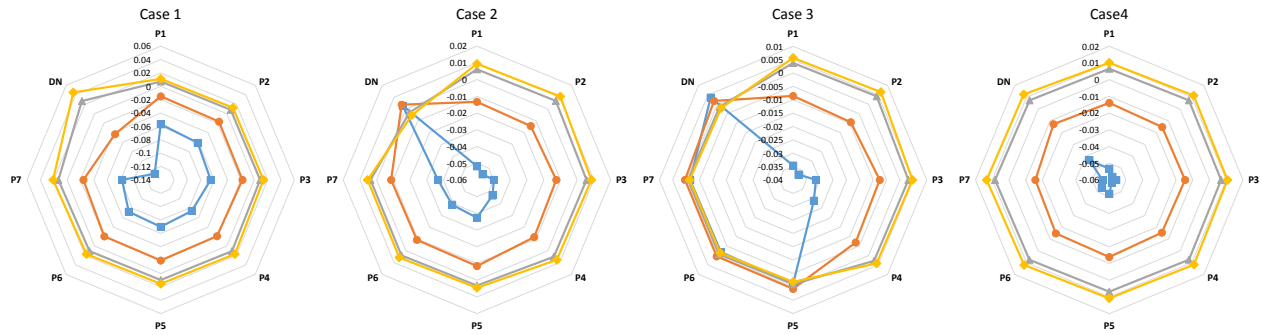 Case 1
P1
0.06
0.04
0.02
0
-0.02
-0.04
-0.06
-0.08
-0.1
-0.12
-0.14
P2
P3
P4
P5
P6
P7
DN
Case 2
P1
0.02
0.01
0
-0.01
-0.02
-0.03
-0.04
-0.05
-0.06
P2
P3
P4
P5
P6
P7
DN
Case 3
P1
0.01
0.005
0
-0.005
-0.01
-0.015
-0.02
-0.025
-0.03
-0.035
-0.04
P2
P3
P4
P5
P6
P7
DN
Case4
P1
0.02
0.01
0
-0.01
-0.02
-0.03
-0.04
-0.05
-0.06
P2
P3
P4
P5
P6
P7
DN